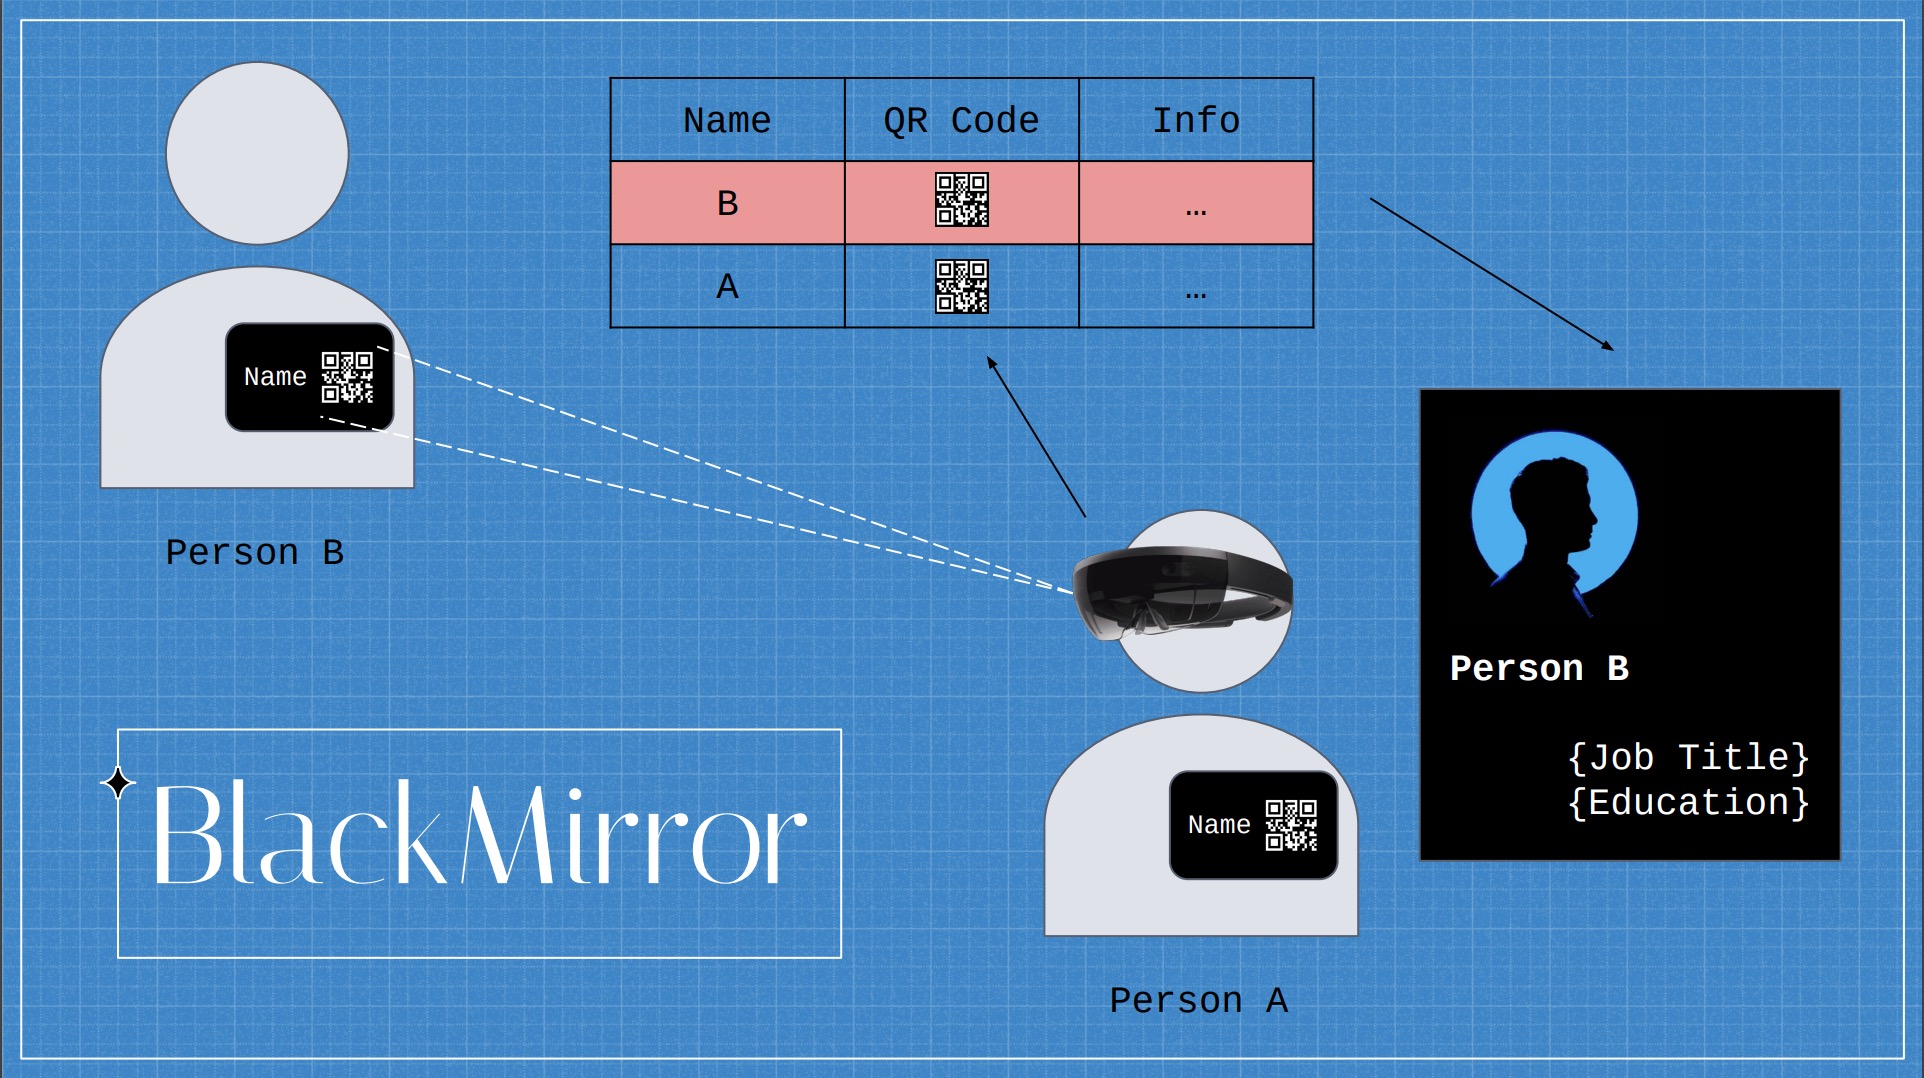 Name QR Code Info
B …
A …
Name
Person B
Person B
{Job Title}
{Education}
BlackMirror
Name
Person A